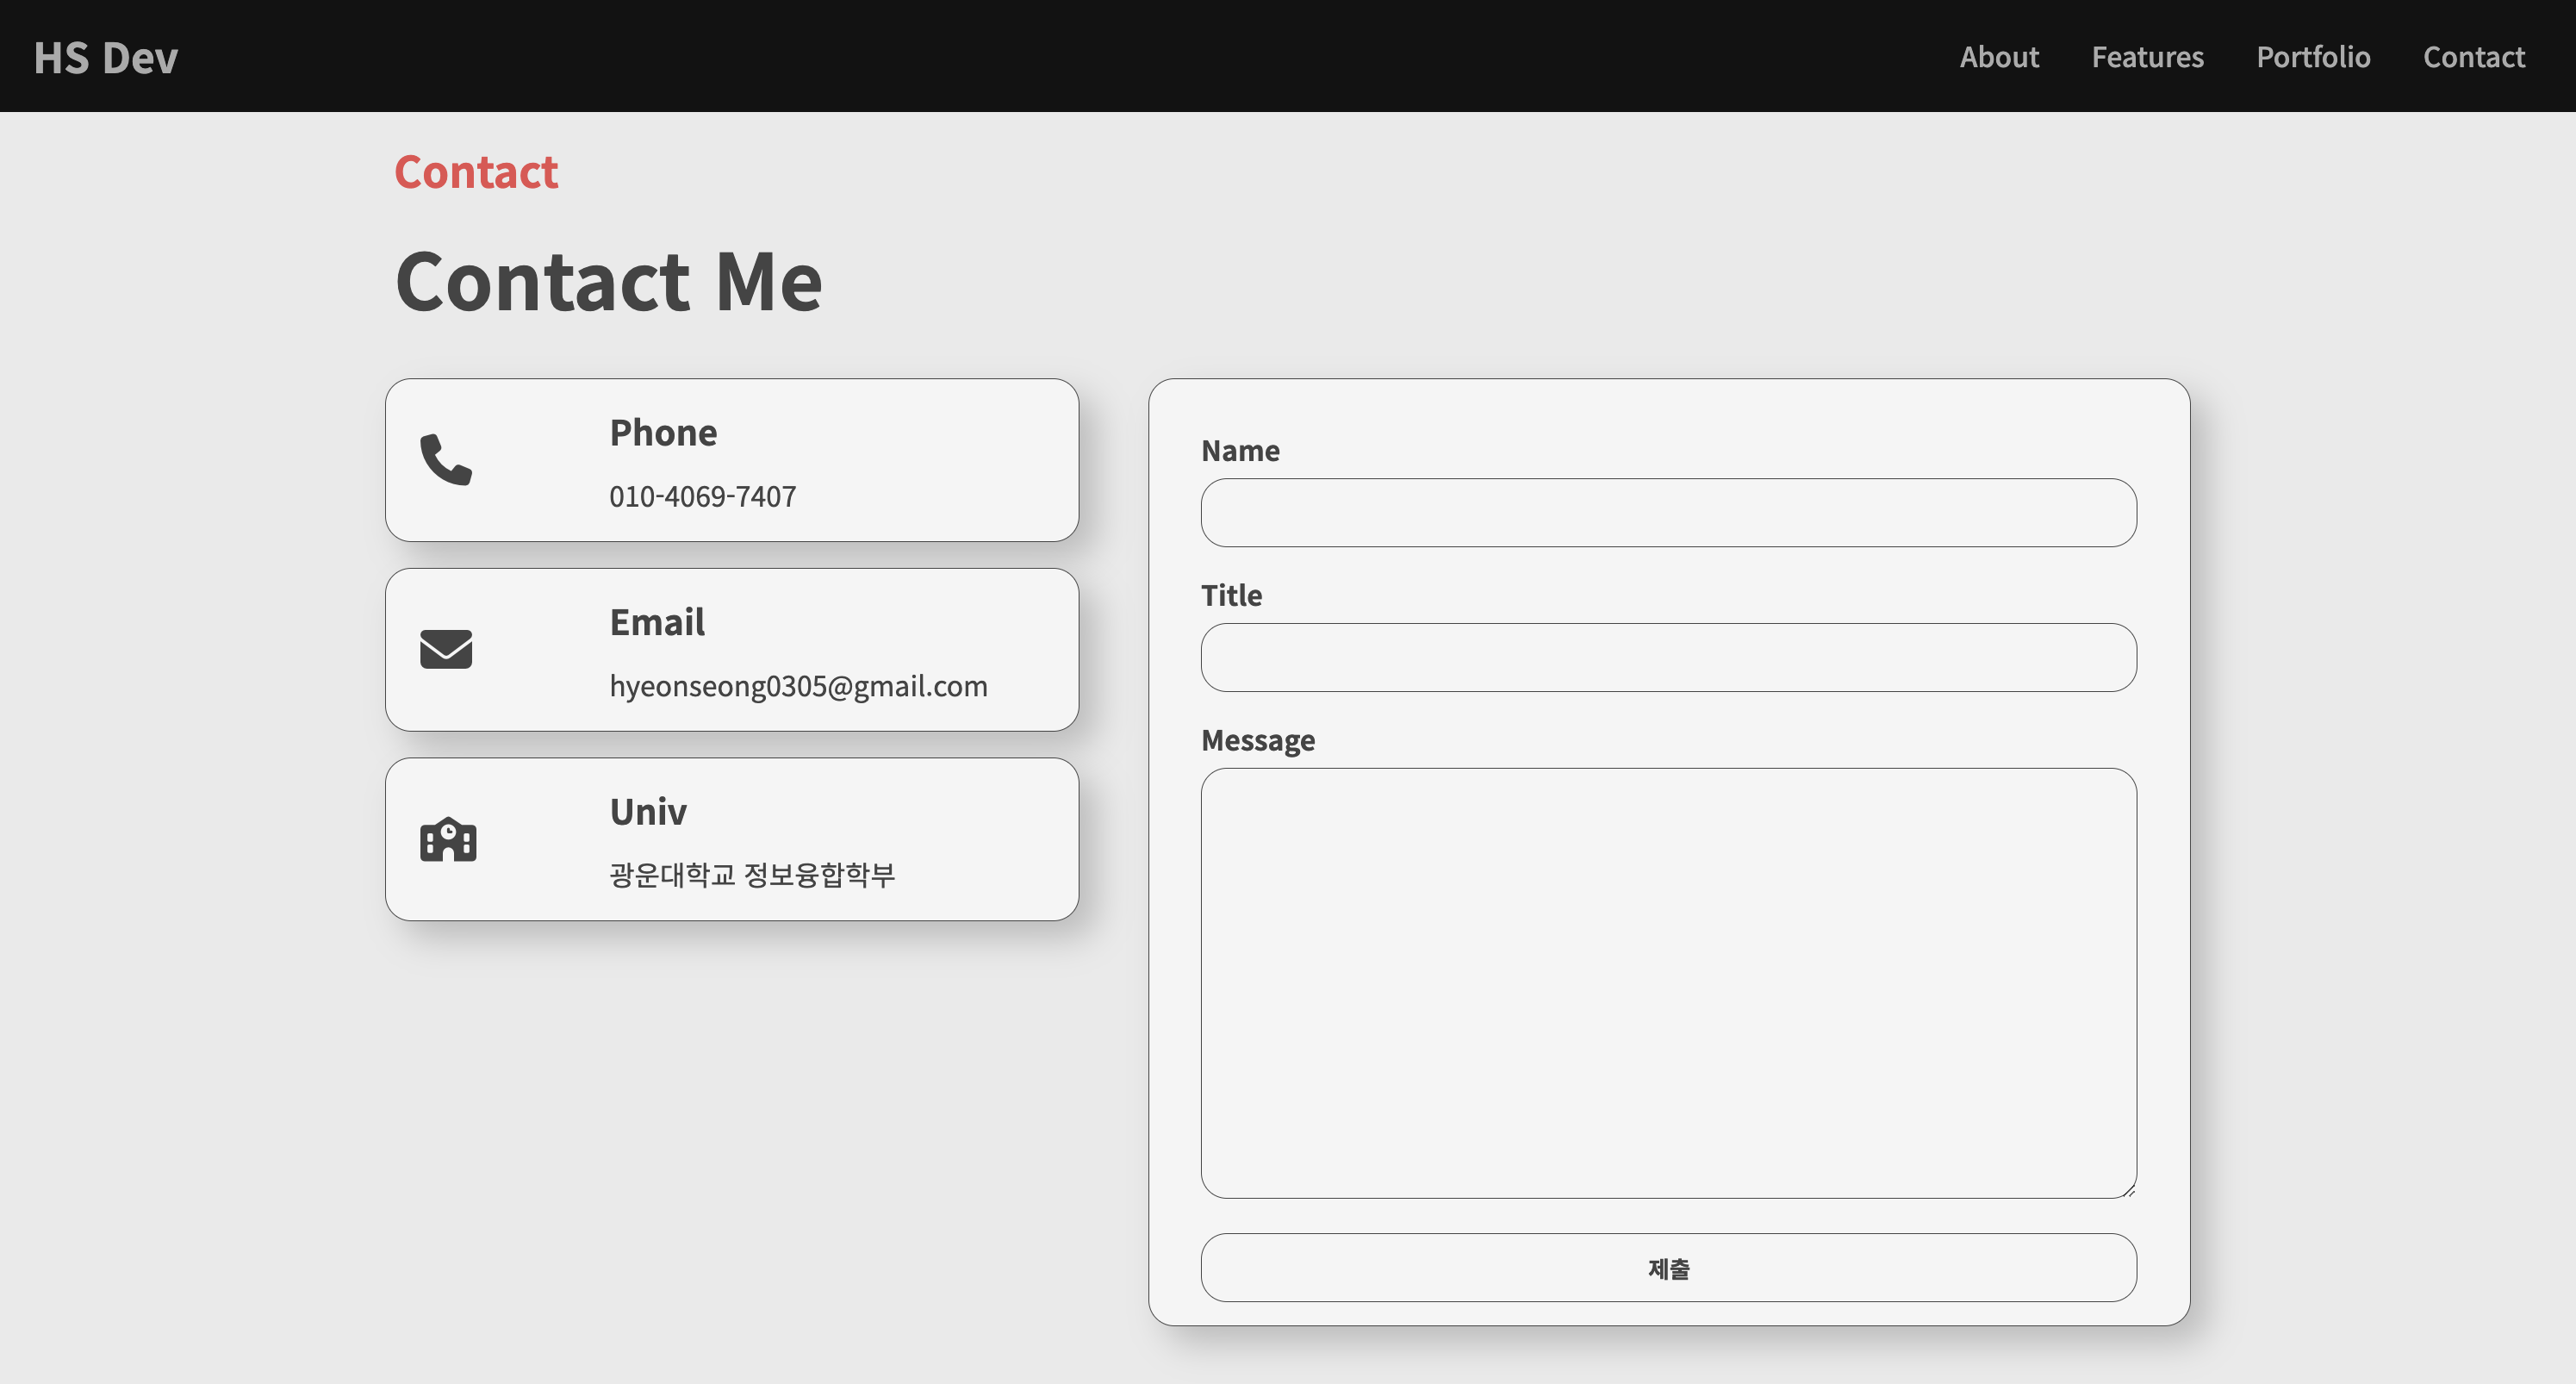 HS Dev
About Features Portfolio Contact
Contact
Contact Me
Phone
010-4069-7407
Email
hyeonseong0305@gmail.com
Univ
광운대학교 정보융합학부
Name
Title
Message
제출